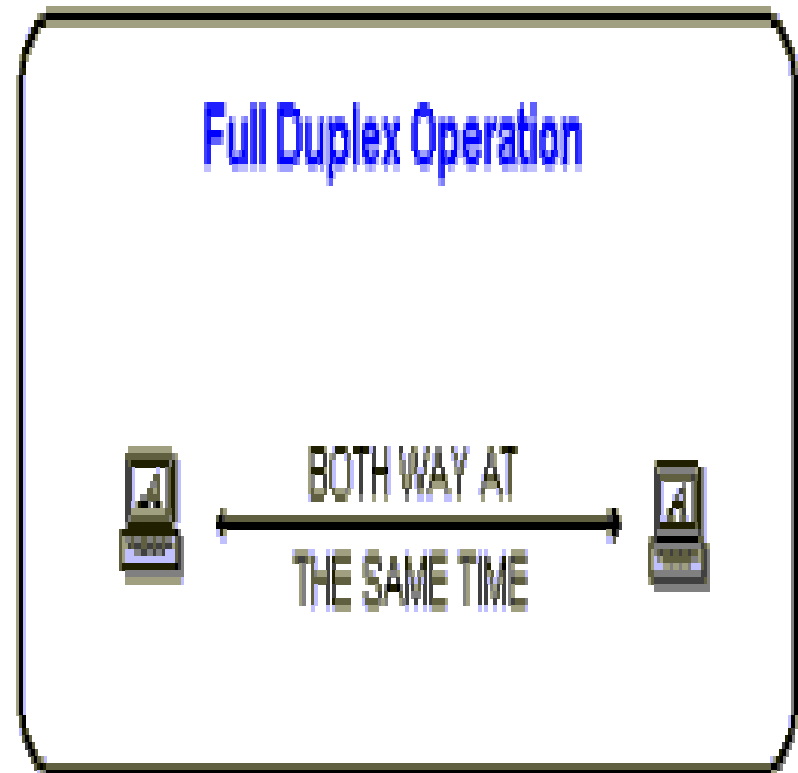 Full Duplex Operation
BOTH WAY AT
THE SAME TIME
A
A